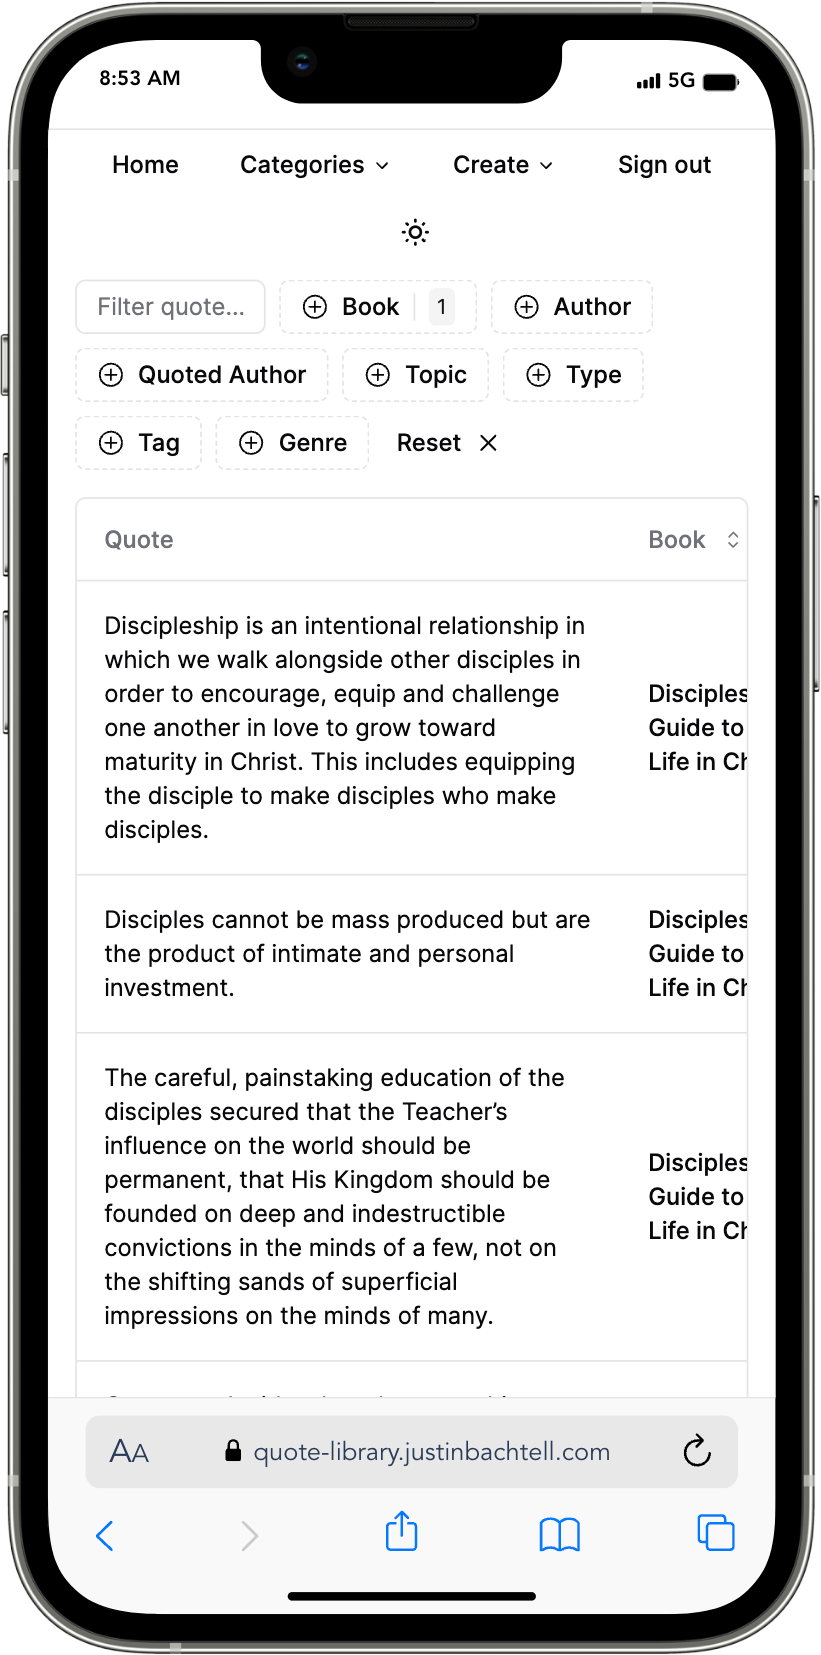 8:53 AM 5G
Home Categories Create Sign out
Filter quote... Book 1 Author
Quoted Author Topic Type
Tag Genre Reset
Quote Book
Discipleship is an intentional relationship in
which we walk alongside other disciples in
order to encourage, equip and challenge
one another in love to grow toward
maturity in Christ. This includes equipping
the disciple to make disciples who make
disciples.
Disciples
Guide to
Life in Ch
Disciples cannot be mass produced but are
the product of intimate and personal
investment.
Disciples
Guide to
Life in Ch
The careful, painstaking education of the
disciples secured that the Teacher’s
influence on the world should be
permanent, that His Kingdom should be
founded on deep and indestructible
convictions in the minds of a few, not on
the shifting sands of superficial
impressions on the minds of many.
Disciples
Guide to
Life in Ch
AA quote-library.justinbachtell.com